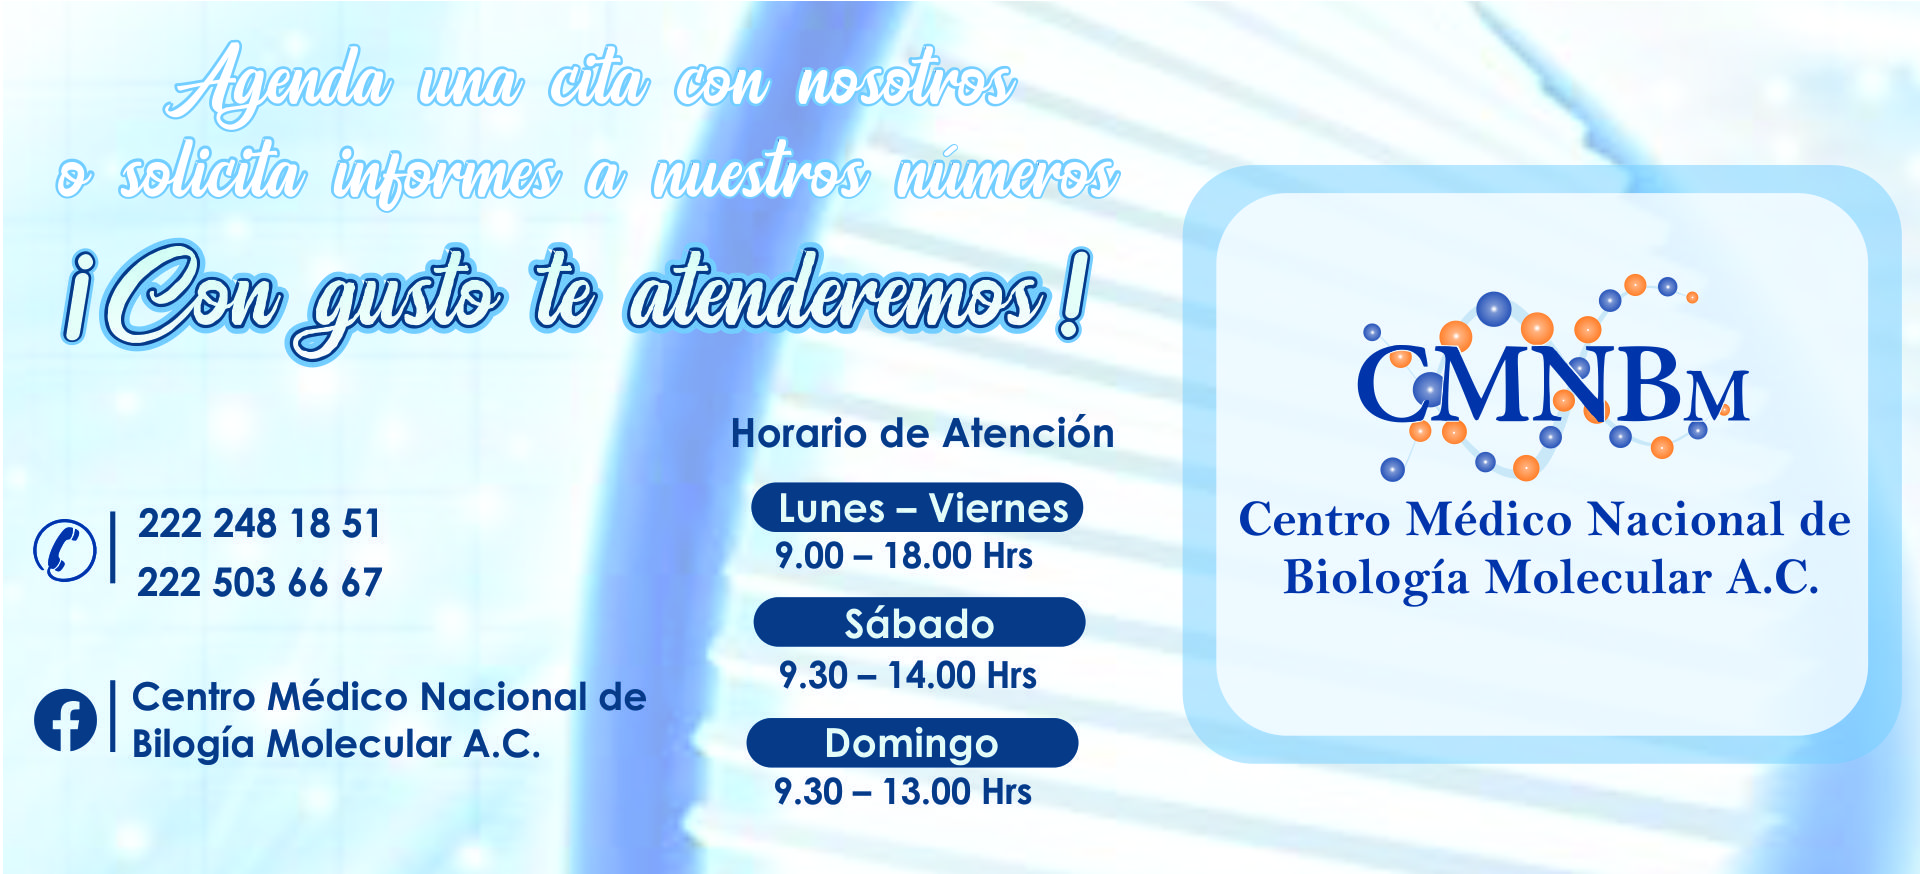 Agenda una cita con nosotros
o solicita informes a nuestros números
¡Con gusto te atenderemos!
222 248 18 51
222 503 66 67
Centro Médico Nacional de
Bilogía Molecular A.C.
Horario de Atención
Lunes – Viernes
9.00 – 18.00 Hrs
Sábado
9.30 – 14.00 Hrs
Domingo
9.30 – 13.00 Hrs
CMNBM
Centro Médico Nacional de
Biología Molecular A.C.